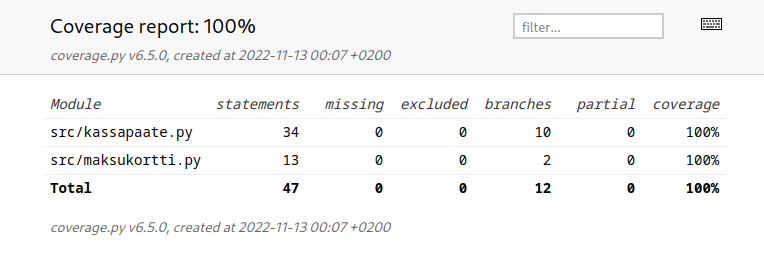 Coverage report: 100%
filter...
coverage.py v6.5.0, created at 2022-11-13 00:07 +0200
Module statements missing excluded branches partial coverage
src/kassapaate.py 34 0 0 10 0 100%
src/maksukortti.py 13 0 0 2 0 100%
Total 47 0 0 12 0 100%
coverage.py v6.5.0, created at 2022-11-13 00:07 +0200